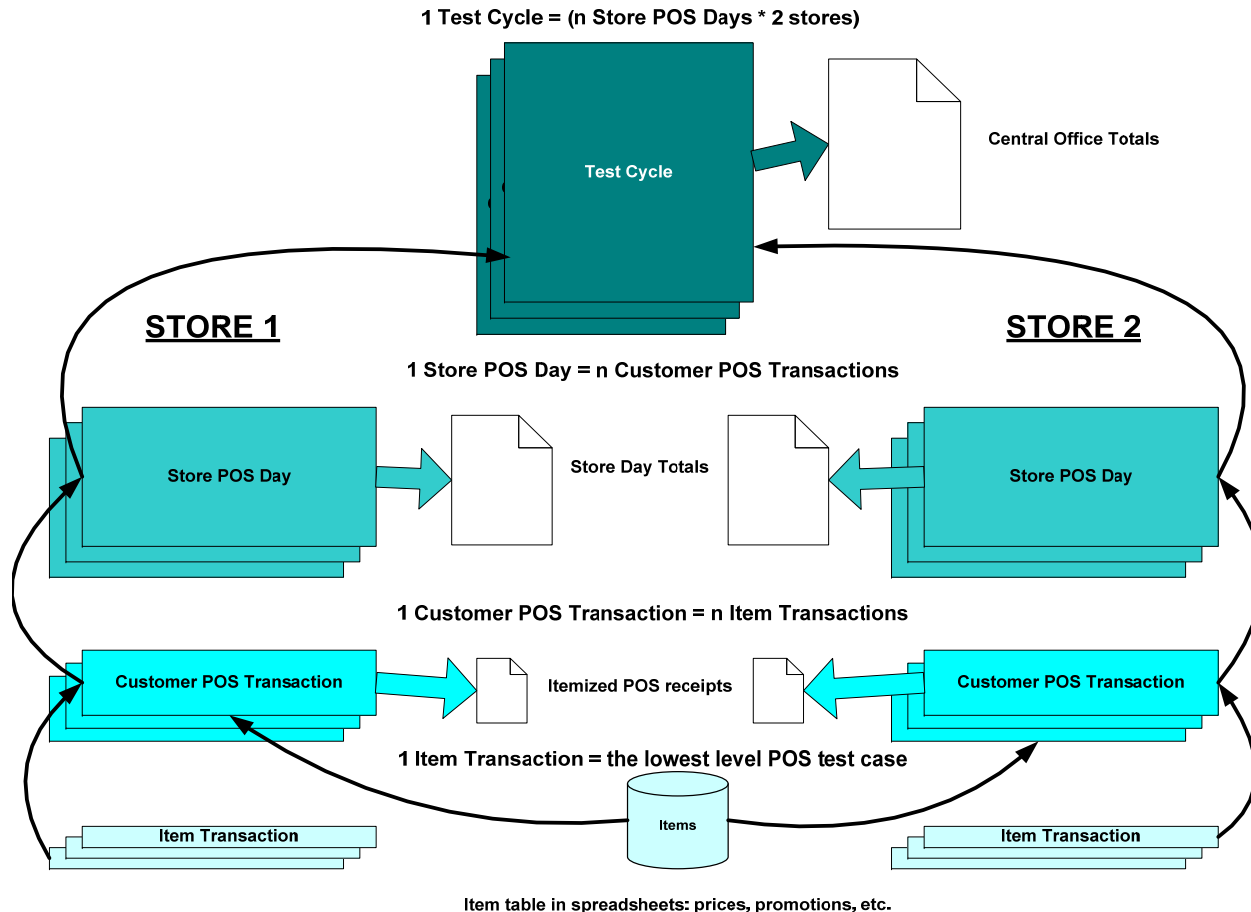 1 Test Cycle = (n Store POS Days * 2 stores)
Test Cycle
Central Office Totals
STORE 1
STORE 2
1 Store POS Day = n Customer POS Transactions
Store POS Day
Store Day Totals
Store POS Day
1 Customer POS Transaction = n Item Transactions
Customer POS Transaction
Itemized POS receipts
Customer POS Transaction
1 Item Transaction = the lowest level POS test case
Item Transaction
Items
Item Transaction
Item table in spreadsheets: prices, promotions, etc.